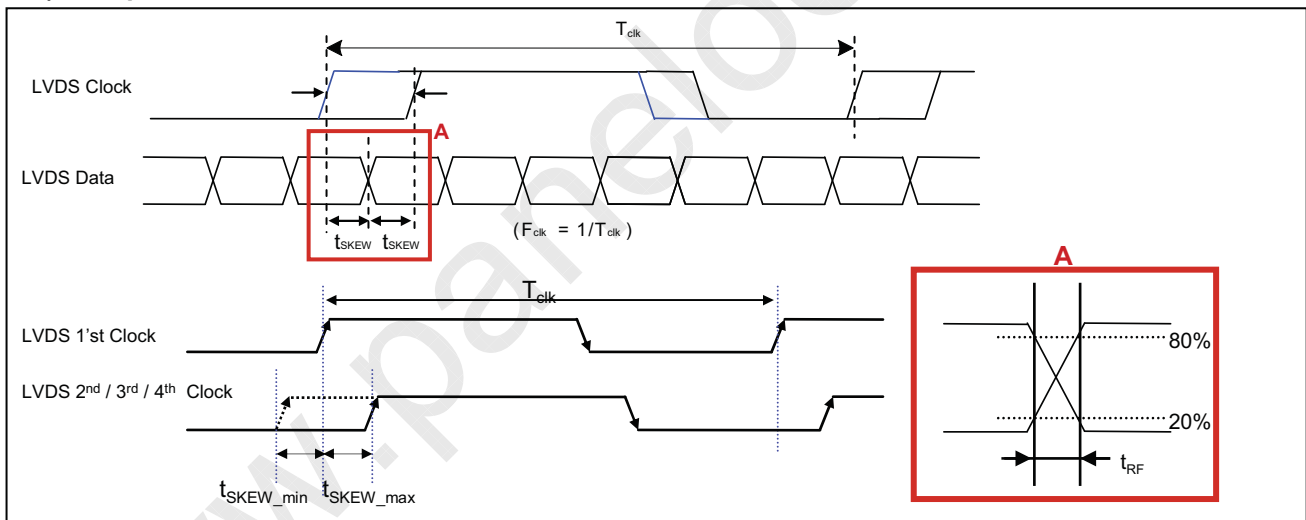 Tclk
LVDS Clock
A
LVDS Data
tSKEW tSKEW
(Fclk = 1/Tclk)
A
Tclk
LVDS 1'st Clock
80%
LVDS 2nd / 3rd / 4th Clock
20%
tRF
tSKEW_min tSKEW_max
www.panelo